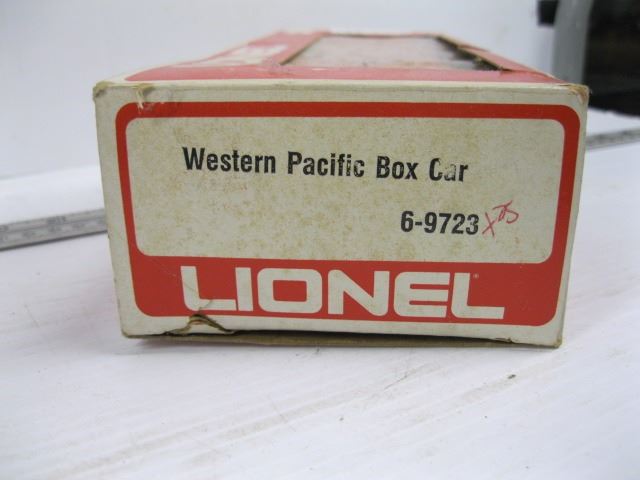 Western Pacific Box Car
6-9723
LIONEL